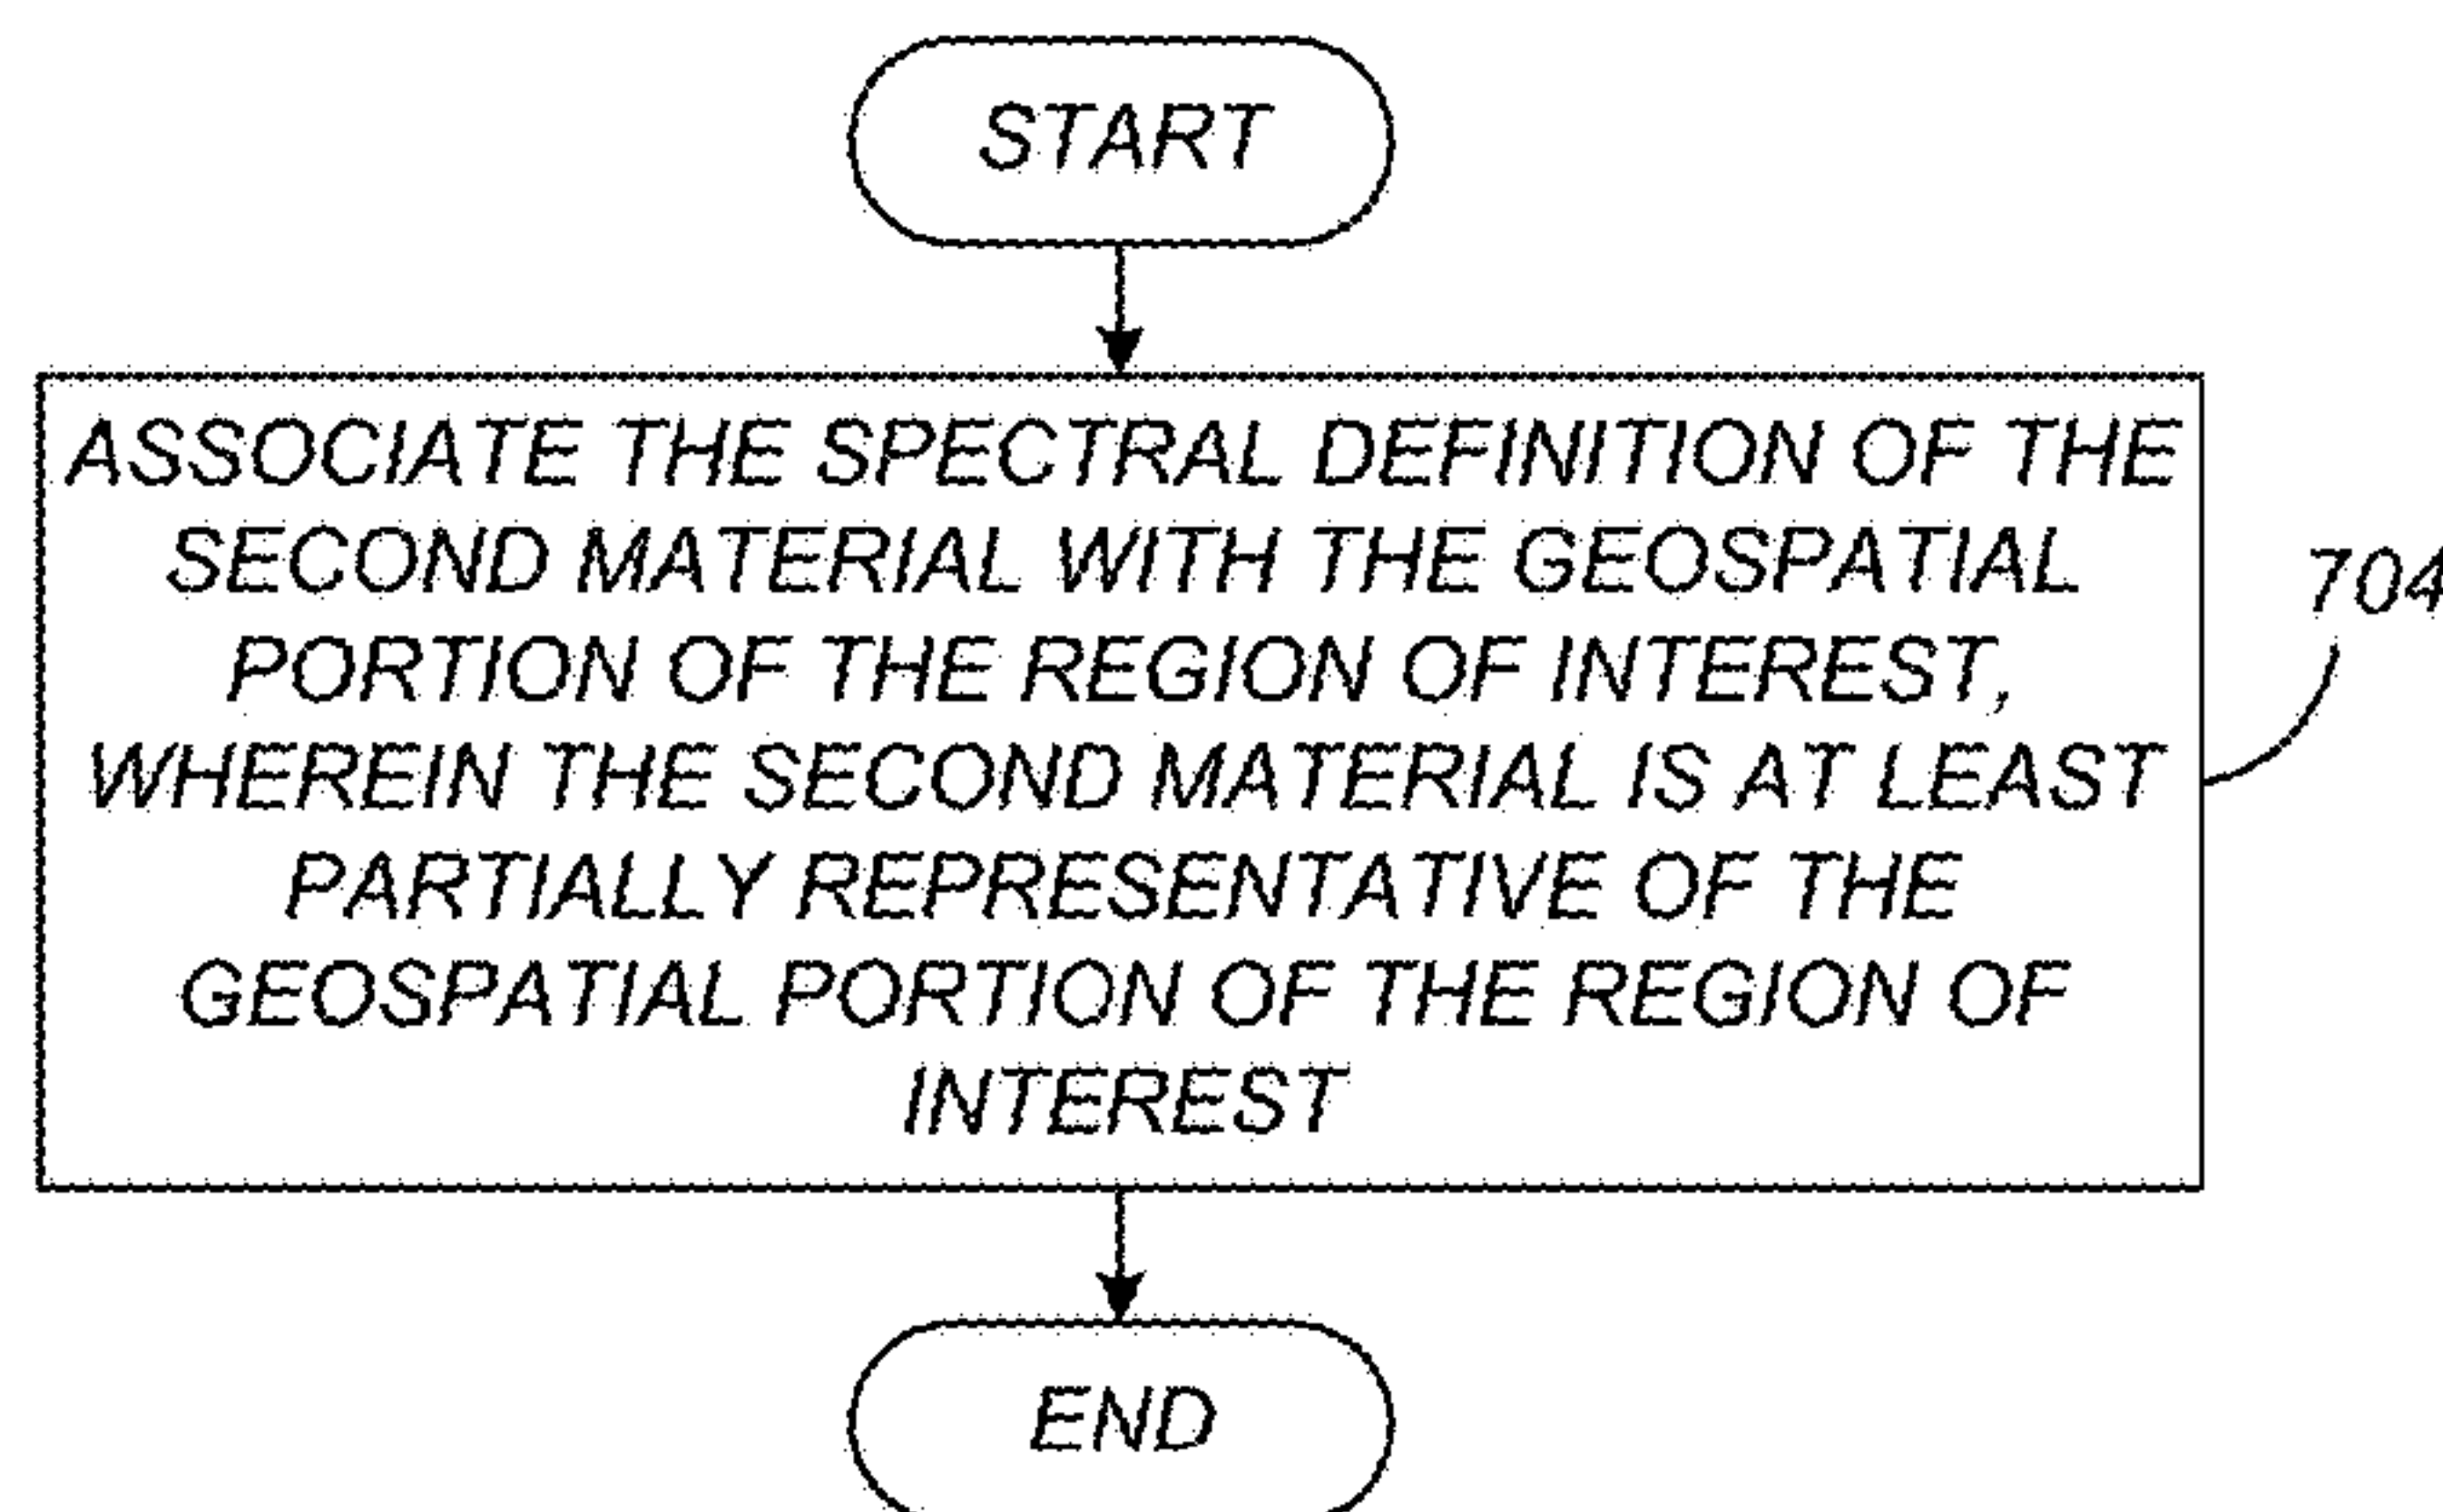 START
ASSOCIATE THE SPECTRAL DEFINITION OF THE
SECOND MATERIAL WITH THE GEOSPATIAL
PORTION OF THE REGION OF INTEREST,
WHEREIN THE SECOND MATERIAL IS AT LEAST
PARTIALLY REPRESENTATIVE OF THE
GEOSPATIAL PORTION OF THE REGION OF
INTEREST
704
END